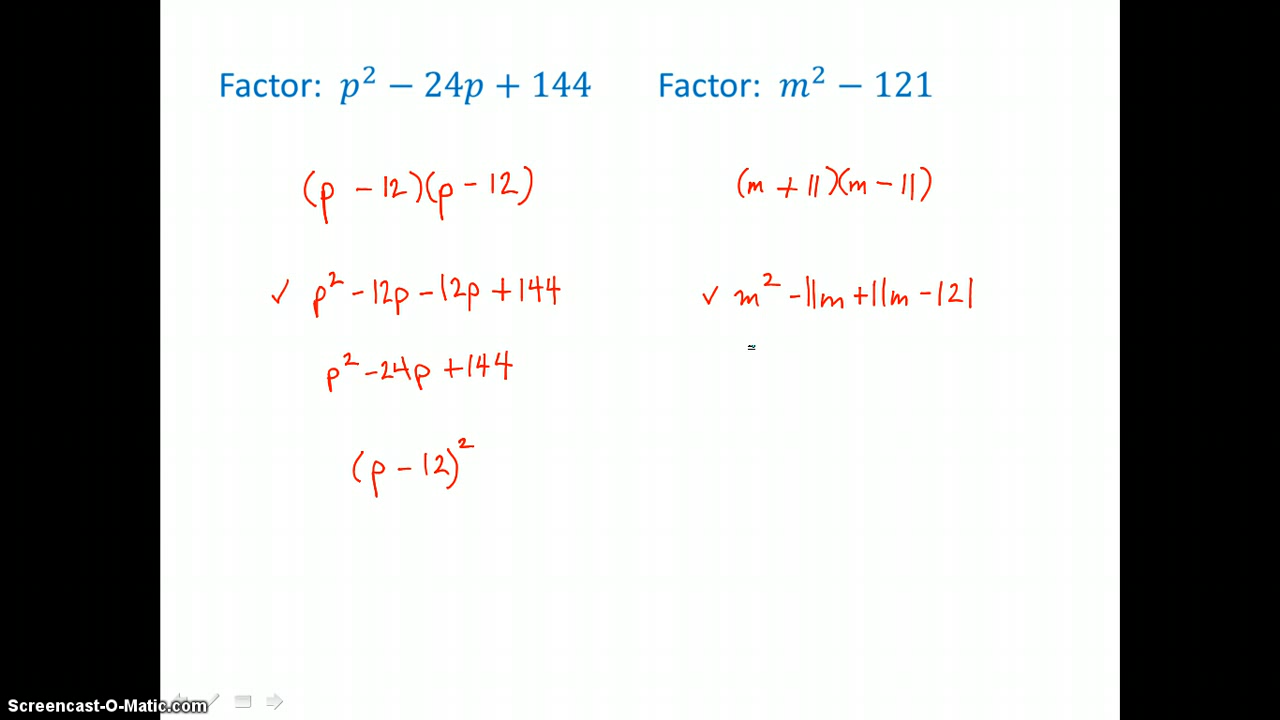 Factor: p² − 24p + 144
(p − 12)(p − 12)
✓ p² − 12p − 12p + 144
p² − 24p + 144
(p − 12)²
Factor: m² − 121
(m + 11)(m − 11)
✓ m² − 11m + 11m − 121
Screencast-O-Matic.com